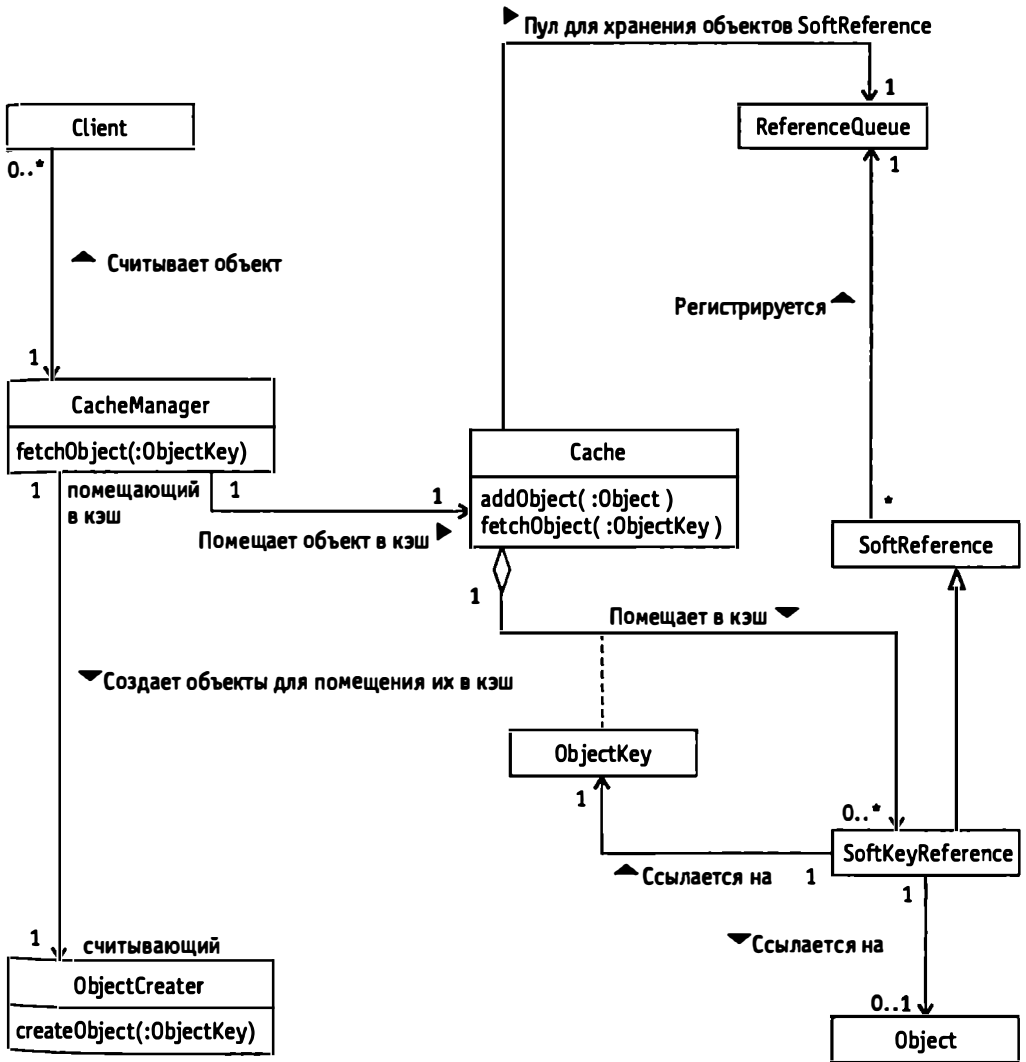 Пул для хранения объектов SoftReference
1
Client
ReferenceQueue
0..*
1
Считывает объект
Регистрируется
1
CacheManager
fetchObject(:ObjectKey)
Cache
addObject( :Object )
fetchObject( :ObjectKey )
1
помещающий
в кэш
1
1
Помещает объект в кэш
*
SoftReference
1
Помещает в кэш
Создает объекты для помещения их в кэш
ObjectKey
1
0..*
SoftKeyReference
Ссылается на
1
1
Ссылается на
1
считывающий
ObjectCreater
createObject(:ObjectKey)
0..1
Object